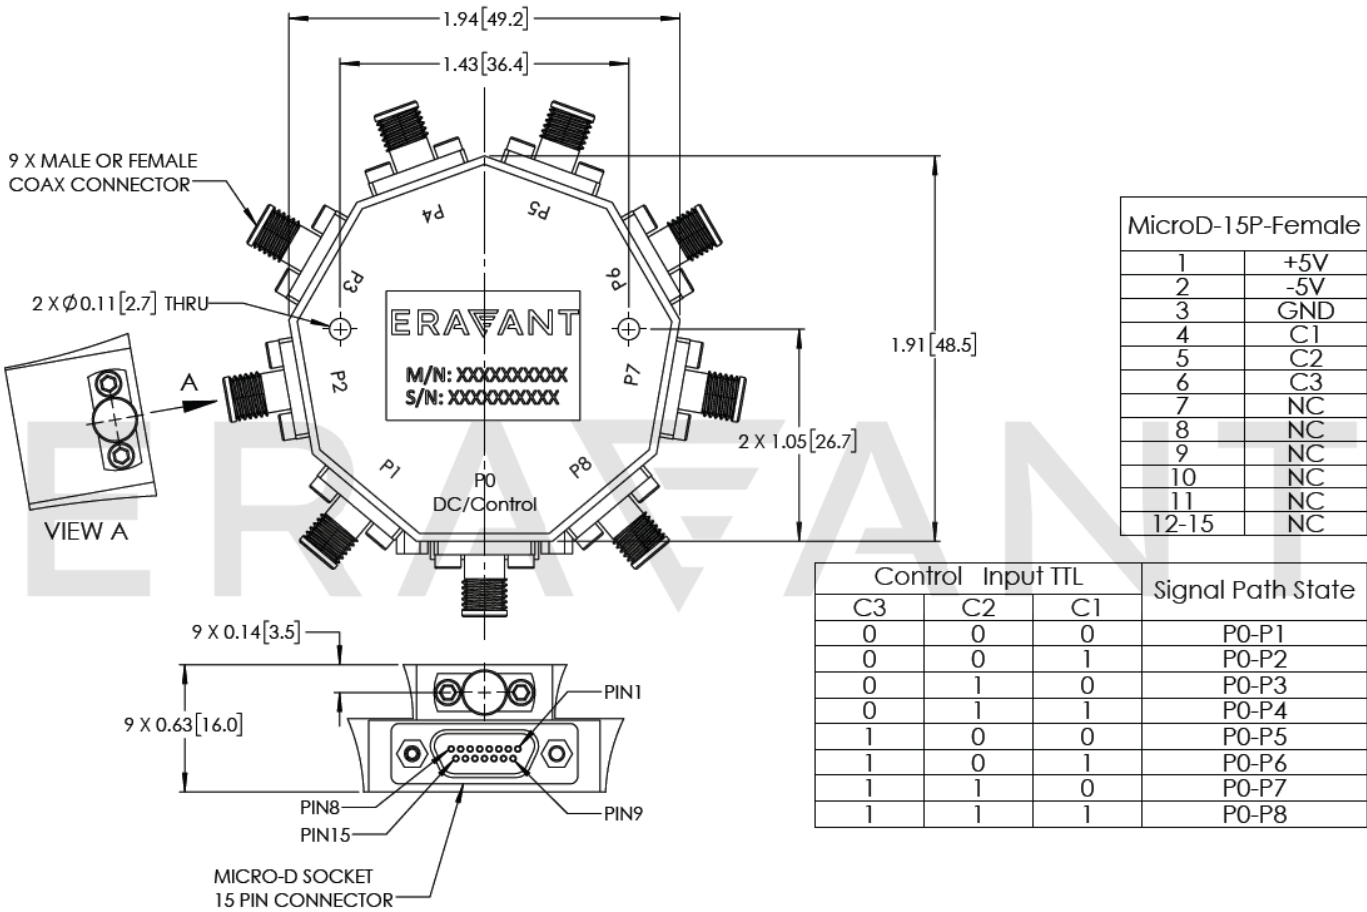 1.94[49.2]
1.43[36.4]
9 X MALE OR FEMALE
COAX CONNECTOR
P4
P5
P3
P6
2 X Ø0.11[2.7] THRU
ERAVANT
M/N: XXXXXXXXXX
S/N: XXXXXXXXXX
P2
P7
A
1.91[48.5]
2 X 1.05[26.7]
P1
P8
P0
DC/Control
VIEW A
ERAVANT
MicroD-15P-Female
1 +5V
2 -5V
3 GND
4 C1
5 C2
6 C3
7 NC
8 NC
9 NC
10 NC
11 NC
12-15 NC
Control Input TTL Signal Path State
C3 C2 C1
0 0 0 P0-P1
0 0 1 P0-P2
0 1 0 P0-P3
0 1 1 P0-P4
1 0 0 P0-P5
1 0 1 P0-P6
1 1 0 P0-P7
1 1 1 P0-P8
9 X 0.14[3.5]
9 X 0.63[16.0]
PIN1
PIN8
PIN9
PIN15
MICRO-D SOCKET
15 PIN CONNECTOR